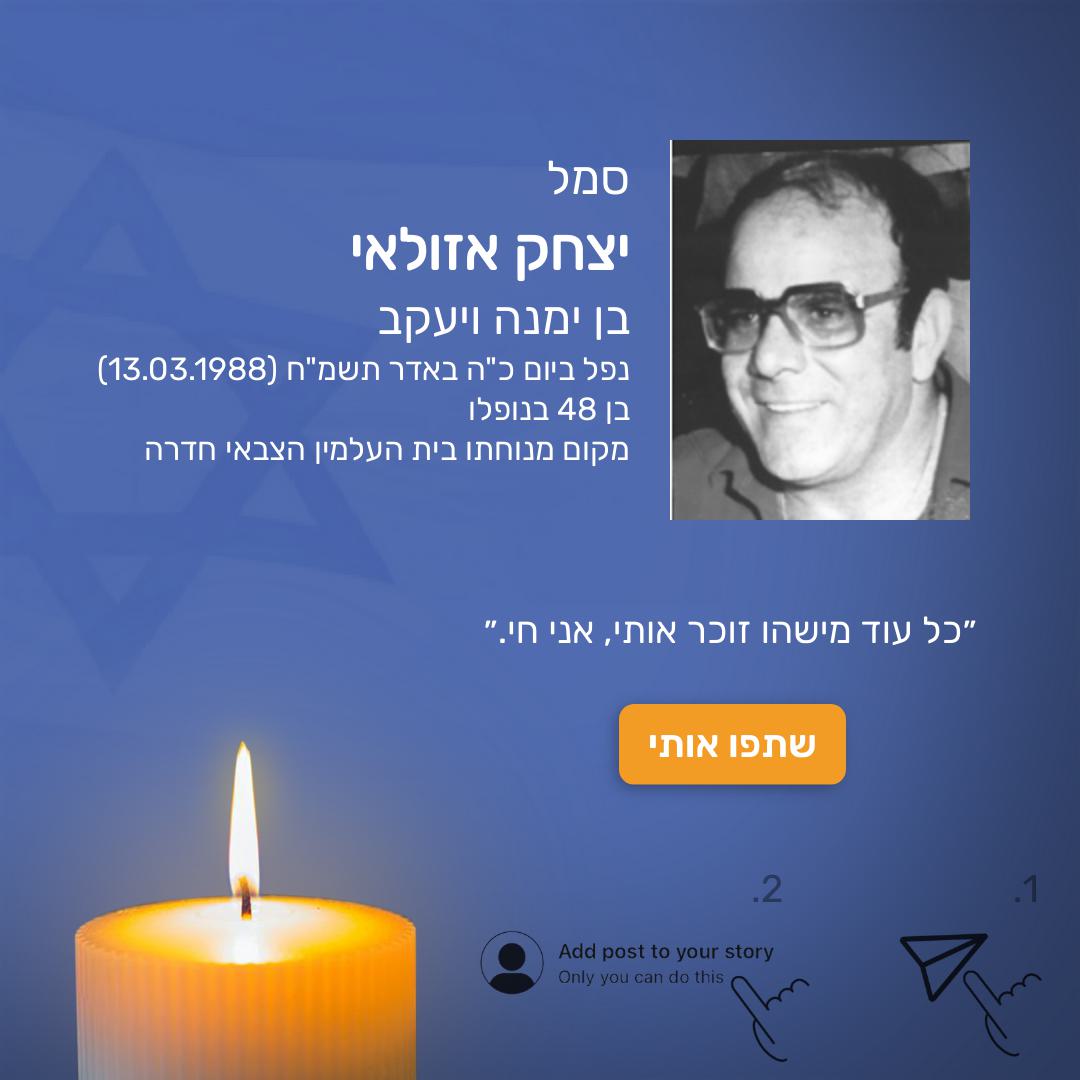 סמל
יצחק אזולאי
בן ימנה ויעקב
נפל ביום כ"ה באדר תשמ"ח (13.03.1988)
בן 48 בנופלו
מקום מנוחתו בית העלמין הצבאי חדרה
״כל עוד מישהו זוכר אותי, אני חי.״
שתפו אותי
1.
2.
Add post to your story
Only you can do this